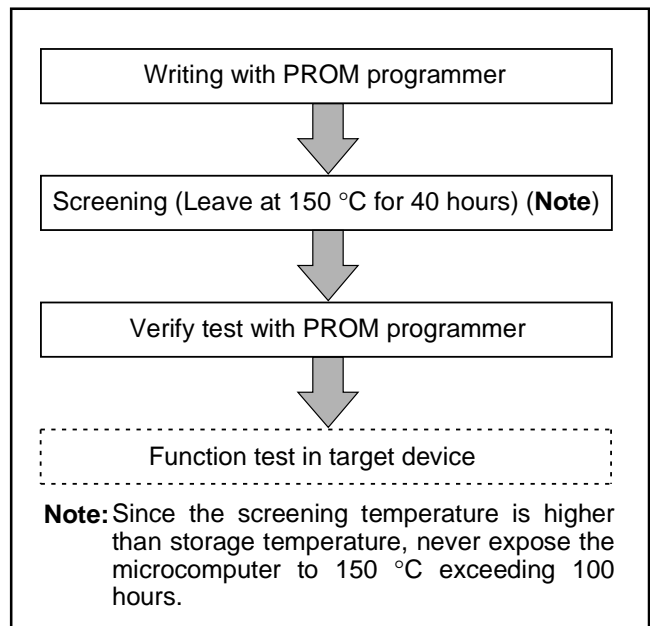 Writing with PROM programmer
Screening (Leave at 150 °C for 40 hours) (Note)
Verify test with PROM programmer
Function test in target device
Note: Since the screening temperature is higher
than storage temperature, never expose the
microcomputer to 150 °C exceeding 100
hours.